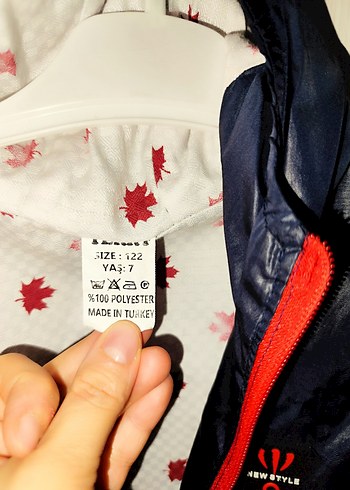 SIZE : 122
YAŞ: 7
%100 POLYESTER
MADE IN TURKEY
NEW STYLE